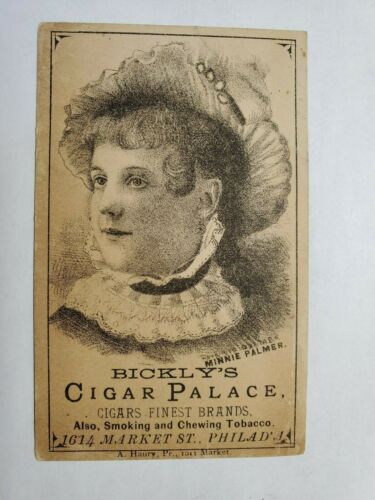 MINNIE PALMER.
BICKLY'S
CIGAR PALACE,
CIGARS FINEST BRANDS,
Also, Smoking and Chewing Tobacco.
1614 MARKET ST., PHILAD'A
A. Haury, Pr., 1011 Market.